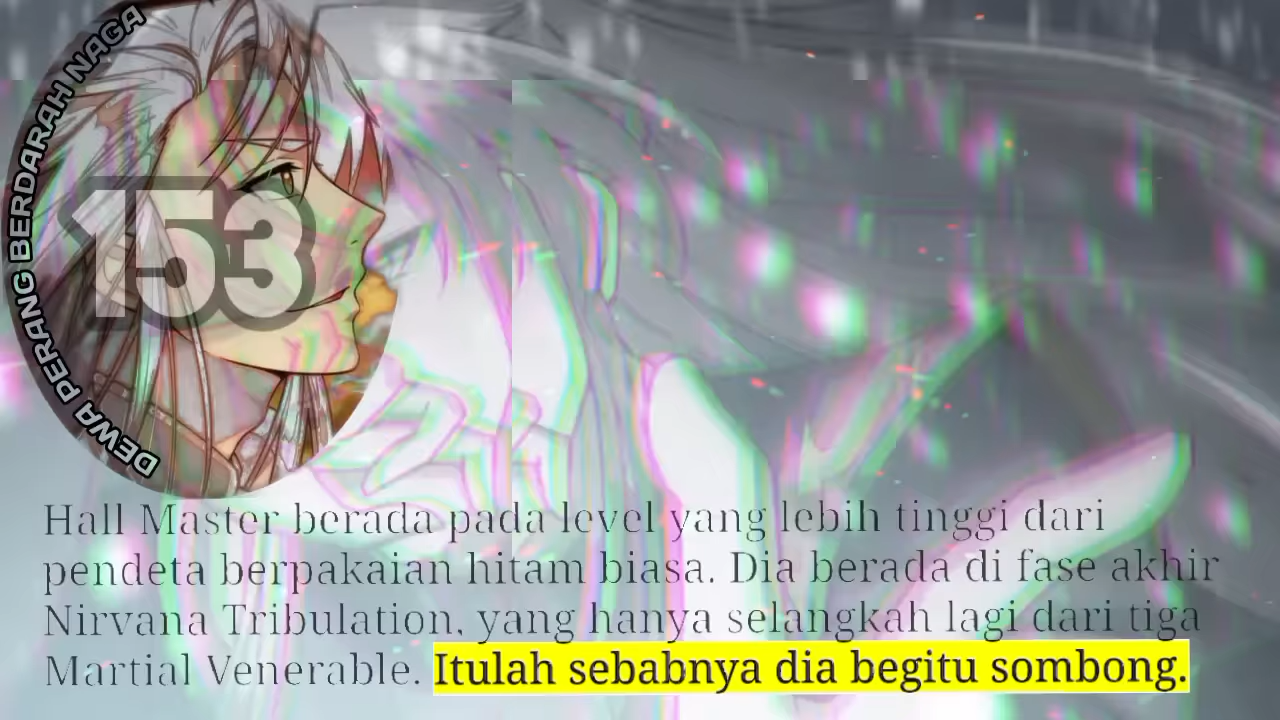 DEWA PERANG BERDARAH NAGA
153
Hall Master berada pada level yang lebih tinggi dari
pendeta berpakaian hitam biasa. Dia berada di fase akhir
Nirvana Tribulation, yang hanya selangkah lagi dari tiga
Martial Venerable. Itulah sebabnya dia begitu sombong.